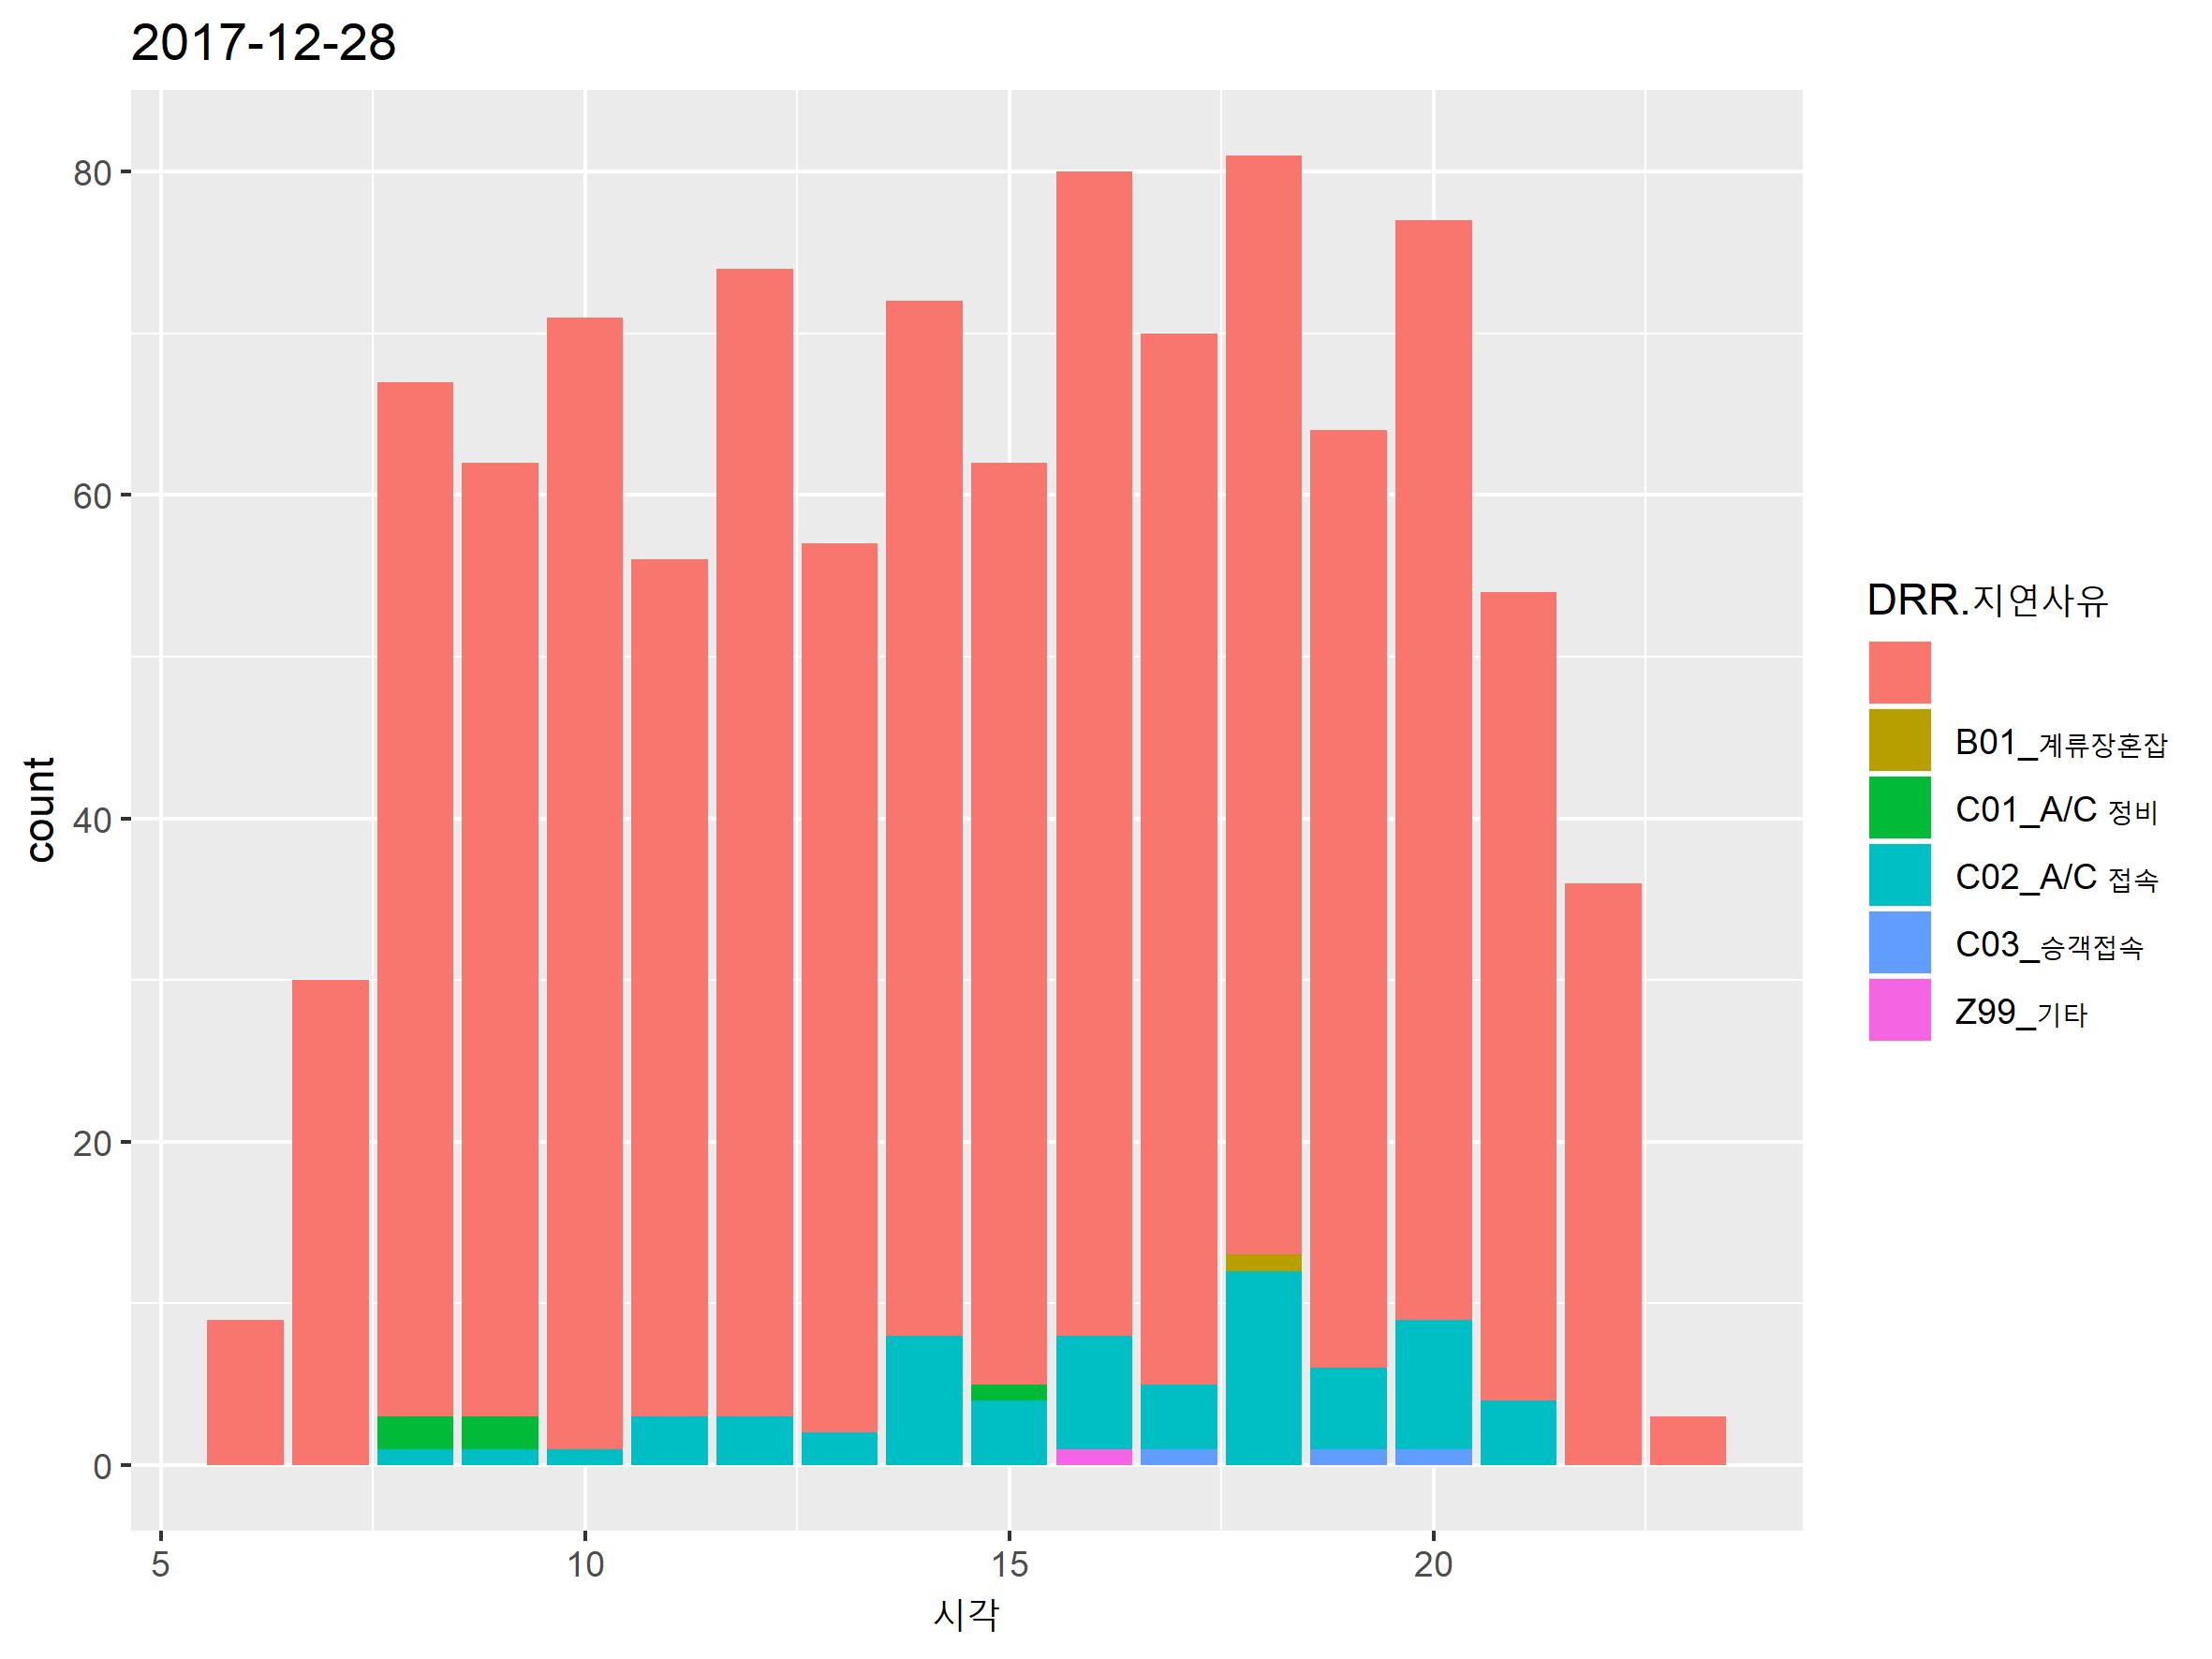 2017-12-28
80
60
40
20
0
count
5 10 15 20
시각
DRR.지연사유
B01_계류장혼잡
C01_A/C 정비
C02_A/C 접속
C03_승객접속
Z99_기타